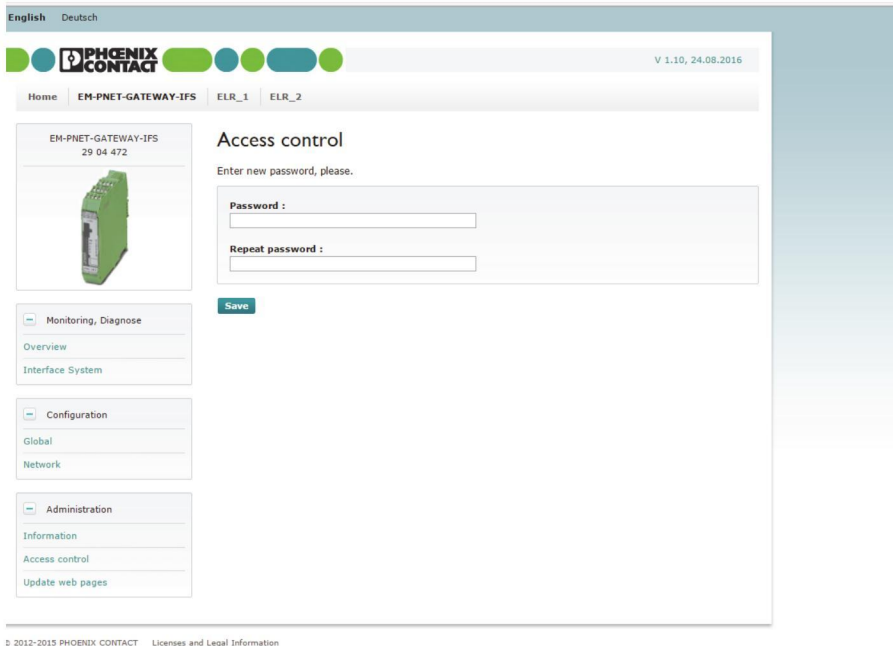 English Deutsch
PHŒNIX
CONTACT
V 1.10, 24.08.2016
Home EM-PNET-GATEWAY-IFS ELR_1 ELR_2
EM-PNET-GATEWAY-IFS
29 04 472
Access control
Enter new password, please.
Password :
Repeat password :
Save
Monitoring, Diagnose
Overview
Interface System
Configuration
Global
Network
Administration
Information
Access control
Update web pages
© 2012-2015 PHOENIX CONTACT Licenses and Legal Information